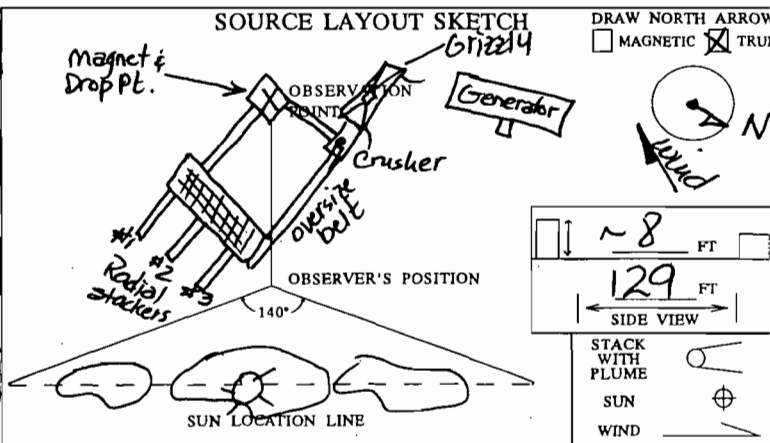 SOURCE LAYOUT SKETCH
DRAW NORTH ARROW
MAGNETIC TRU
Magnet &
Drop Pt.
Grizzly
OBSERVATION
POINT
Generator
N
Wind
Crusher
oversize
belt
~ 8 FT
#1
#2
#3
Radial
stackers
OBSERVER'S POSITION
129 FT
140°
SIDE VIEW
STACK
WITH
PLUME
SUN
SUN LOCATION LINE
WIND